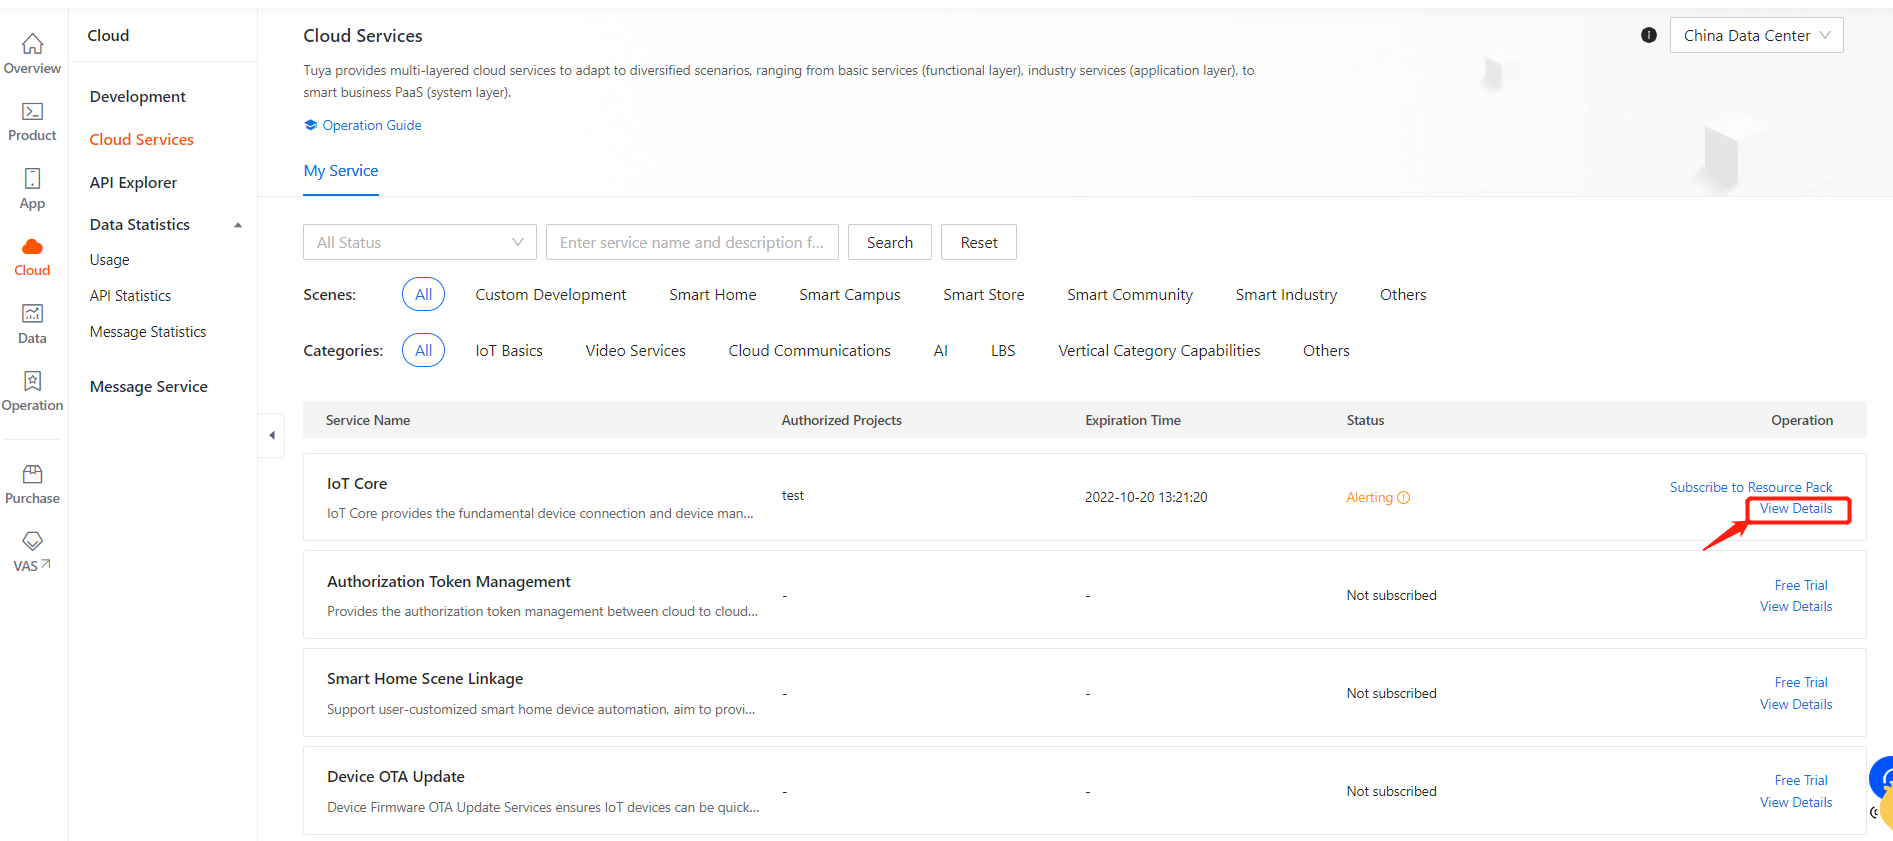 Overview
Product
App
Cloud
Data
Operation
Purchase
VAS
Cloud
Development
Cloud Services
API Explorer
Data Statistics
Usage
API Statistics
Message Statistics
Message Service
Cloud Services
China Data Center
Tuya provides multi-layered cloud services to adapt to diversified scenarios, ranging from basic services (functional layer), industry services (application layer), to
smart business PaaS (system layer).
Operation Guide
My Service
All Status
Enter service name and description f...
Search
Reset
Scenes: All Custom Development Smart Home Smart Campus Smart Store Smart Community Smart Industry Others
Categories: All IoT Basics Video Services Cloud Communications AI LBS Vertical Category Capabilities Others
Service Name Authorized Projects Expiration Time Status Operation
IoT Core
IoT Core provides the fundamental device connection and device man...
test
2022-10-20 13:21:20
Alerting
Subscribe to Resource Pack
View Details
Authorization Token Management
Provides the authorization token management between cloud to cloud...
-
-
Not subscribed
Free Trial
View Details
Smart Home Scene Linkage
Support user-customized smart home device automation, aim to provi...
-
-
Not subscribed
Free Trial
View Details
Device OTA Update
Device Firmware OTA Update Services ensures IoT devices can be quick...
-
-
Not subscribed
Free Trial
View Details